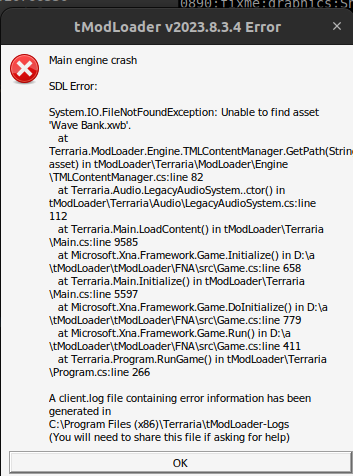 0890:fixme:graphics:Sh
tModLoader v2023.8.3.4 Error
Main engine crash
SDL Error:
System.IO.FileNotFoundException: Unable to find asset
'Wave Bank.xwb'.
at
Terraria.ModLoader.Engine.TMLContentManager.GetPath(String
asset) in tModLoader\Terraria\ModLoader\Engine
\TMLContentManager.cs:line 82
at Terraria.Audio.LegacyAudioSystem..ctor() in
tModLoader\Terraria\Audio\LegacyAudioSystem.cs:line
112
at Terraria.Main.LoadContent() in tModLoader\Terraria
\Main.cs:line 9585
at Microsoft.Xna.Framework.Game.Initialize() in D:\a
\tModLoader\tModLoader\FNA\src\Game.cs:line 658
at Terraria.Main.Initialize() in tModLoader\Terraria
\Main.cs:line 5597
at Microsoft.Xna.Framework.Game.DoInitialize() in D:\a
\tModLoader\tModLoader\FNA\src\Game.cs:line 779
at Microsoft.Xna.Framework.Game.Run() in D:\a
\tModLoader\tModLoader\FNA\src\Game.cs:line 411
at Terraria.Program.RunGame() in tModLoader\Terraria
\Program.cs:line 266
A client.log file containing error information has been
generated in
C:\Program Files (x86)\Terraria\tModLoader-Logs
(You will need to share this file if asking for help)
OK